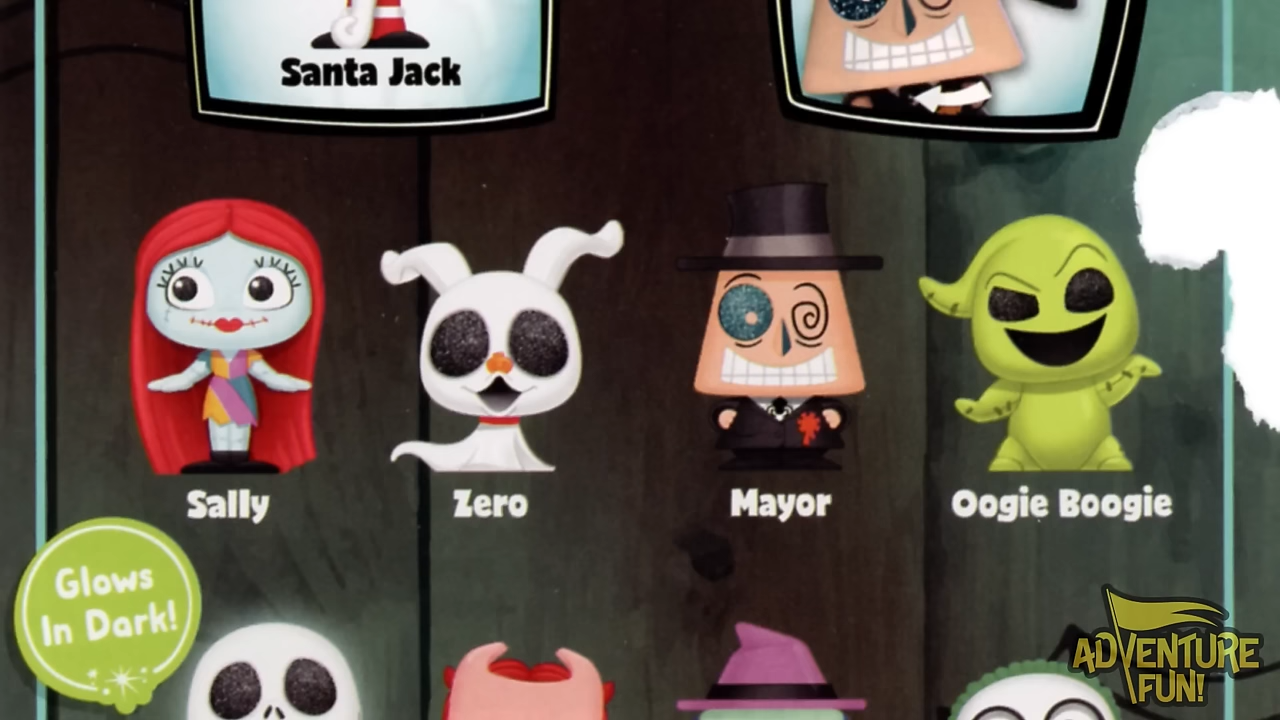 Santa Jack
Sally
Zero
Mayor
Oogie Boogie
Glows
In Dark!
ADVENTURE
FUN!